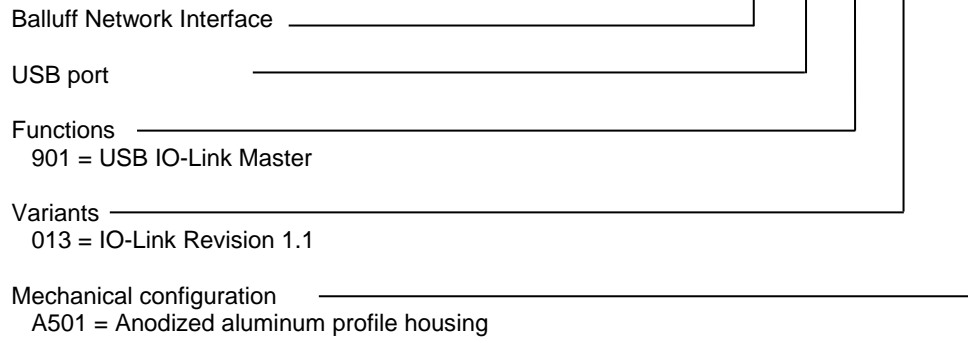 Balluff Network Interface
USB port
Functions
901 = USB IO-Link Master
Variants
013 = IO-Link Revision 1.1
Mechanical configuration
A501 = Anodized aluminum profile housing